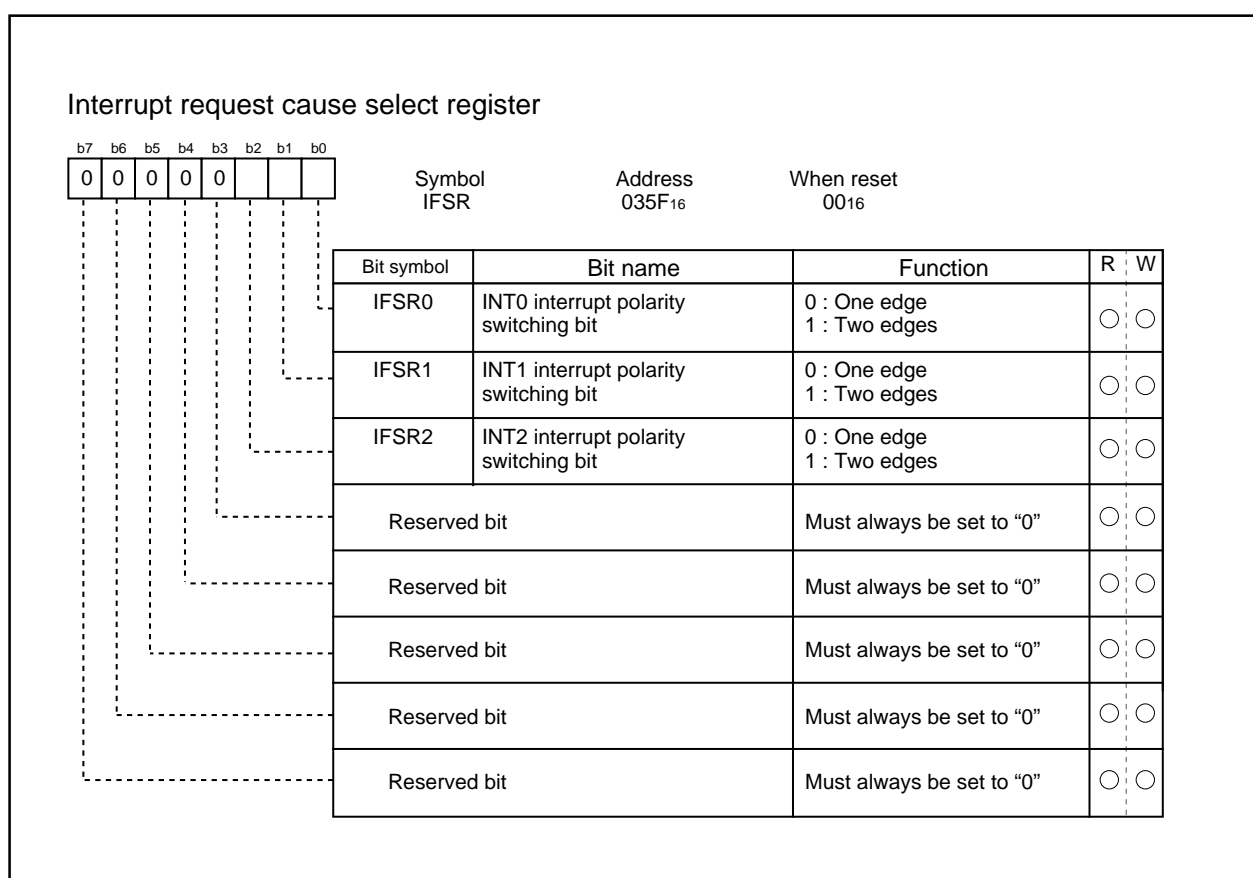 Interrupt request cause select register
b7 b6 b5 b4 b3 b2 b1 b0
0 0 0 0 0
Symbol Address When reset
IFSR 035F16 0016
Bit symbol Bit name Function R W
IFSR0 INT0 interrupt polarity 0 : One edge
switching bit 1 : Two edges
IFSR1 INT1 interrupt polarity 0 : One edge
switching bit 1 : Two edges
IFSR2 INT2 interrupt polarity 0 : One edge
switching bit 1 : Two edges
Reserved bit Must always be set to “0”
Reserved bit Must always be set to “0”
Reserved bit Must always be set to “0”
Reserved bit Must always be set to “0”
Reserved bit Must always be set to “0”